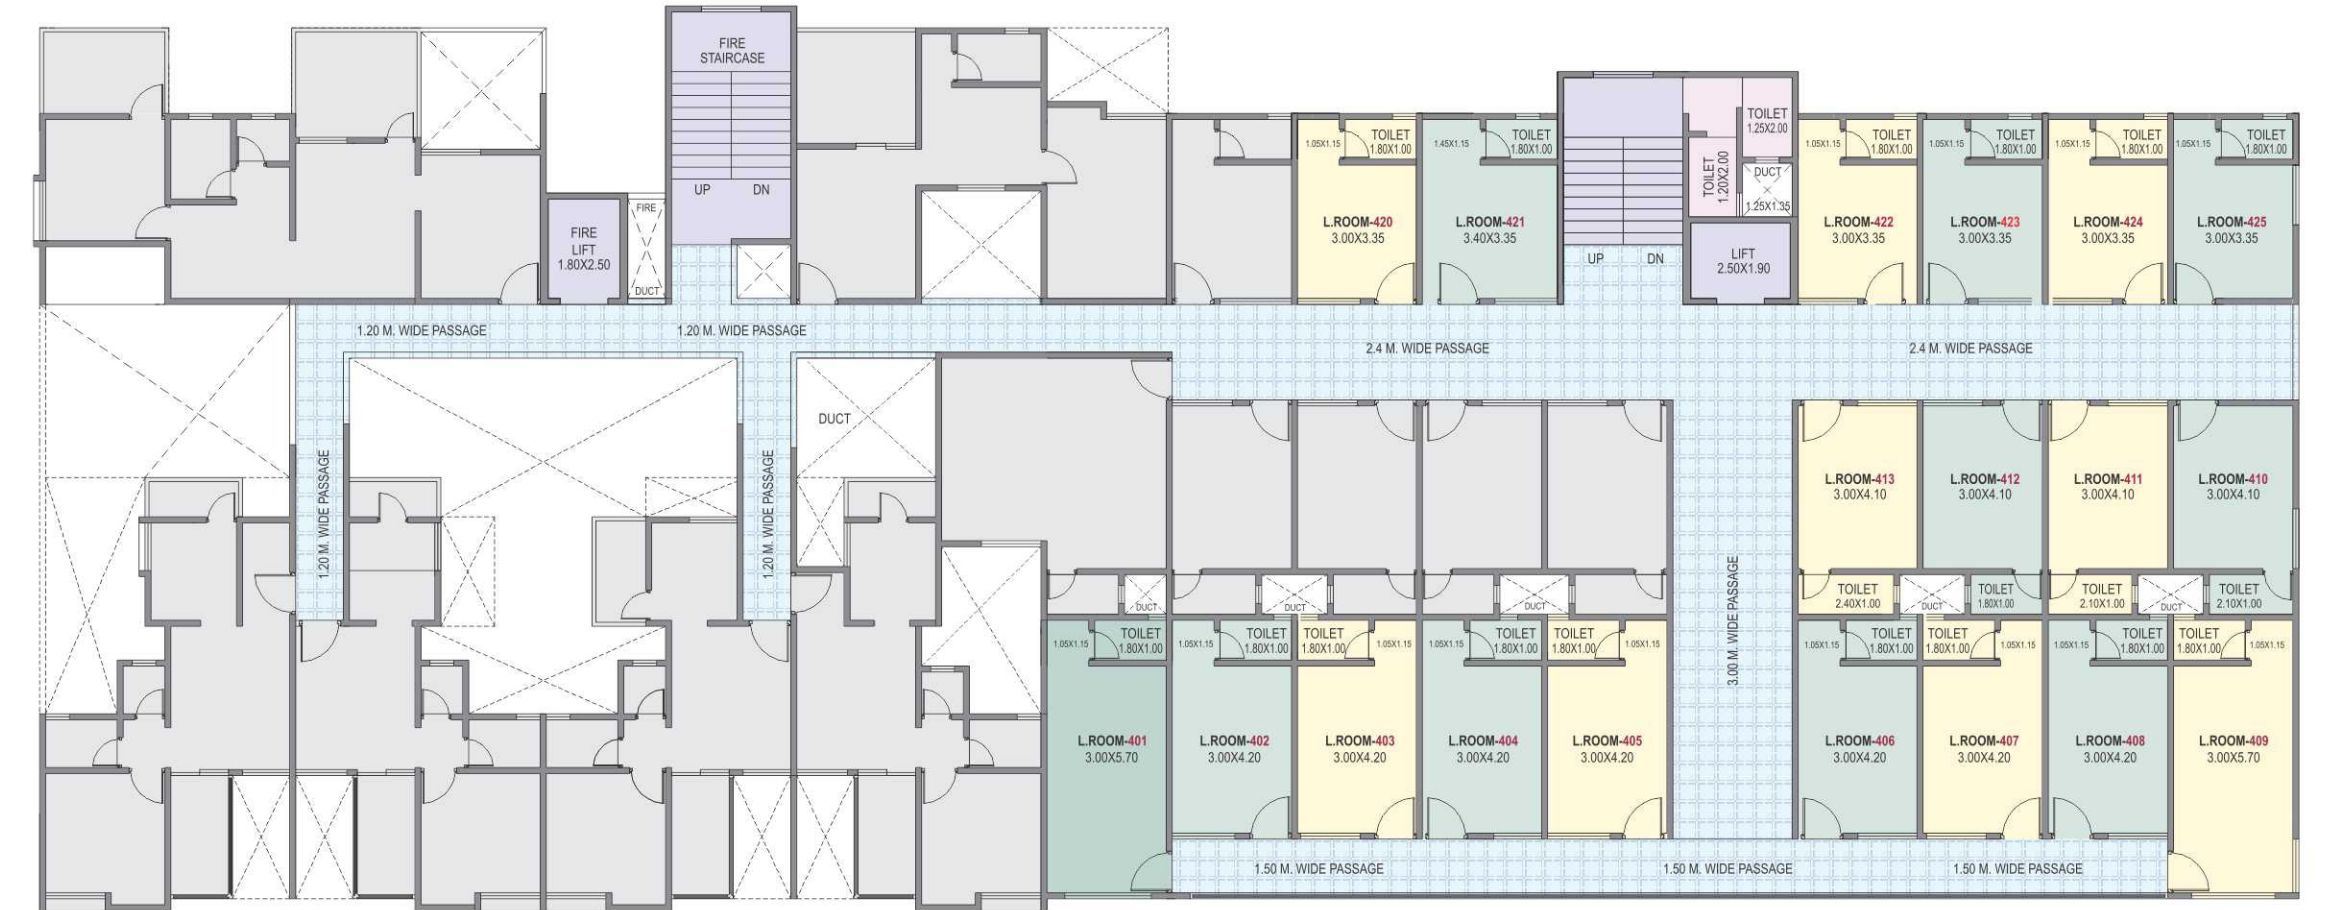 FIRE
STAIRCASE
UP DN
FIRE
LIFT
1.80X2.50
FIRE
DUCT
1.05X1.15
TOILET
1.80X1.00
L.ROOM-420
3.00X3.35
1.45X1.15
TOILET
1.80X1.00
L.ROOM-421
3.40X3.35
UP DN
TOILET
1.25X2.00
TOILET
1.20X2.00
DUCT
1.25X1.35
LIFT
2.50X1.90
1.05X1.15
TOILET
1.80X1.00
L.ROOM-422
3.00X3.35
1.05X1.15
TOILET
1.80X1.00
L.ROOM-423
3.00X3.35
1.05X1.15
TOILET
1.80X1.00
L.ROOM-424
3.00X3.35
1.05X1.15
TOILET
1.80X1.00
L.ROOM-425
3.00X3.35
1.20 M. WIDE PASSAGE
1.20 M. WIDE PASSAGE
2.4 M. WIDE PASSAGE
2.4 M. WIDE PASSAGE
1.20 M. WIDE PASSAGE
1.20 M. WIDE PASSAGE
DUCT
3.00 M. WIDE PASSAGE
L.ROOM-413
3.00X4.10
L.ROOM-412
3.00X4.10
L.ROOM-411
3.00X4.10
L.ROOM-410
3.00X4.10
DUCT
DUCT
DUCT
TOILET
2.40X1.00
DUCT
TOILET
1.80X1.00
TOILET
2.10X1.00
DUCT
TOILET
2.10X1.00
1.05X1.15
TOILET
1.80X1.00
1.05X1.15
TOILET
1.80X1.00
TOILET
1.80X1.00
1.05X1.15
1.05X1.15
TOILET
1.80X1.00
TOILET
1.80X1.00
1.05X1.15
1.05X1.15
TOILET
1.80X1.00
TOILET
1.80X1.00
1.05X1.15
1.05X1.15
TOILET
1.80X1.00
TOILET
1.80X1.00
1.05X1.15
L.ROOM-401
3.00X5.70
L.ROOM-402
3.00X4.20
L.ROOM-403
3.00X4.20
L.ROOM-404
3.00X4.20
L.ROOM-405
3.00X4.20
L.ROOM-406
3.00X4.20
L.ROOM-407
3.00X4.20
L.ROOM-408
3.00X4.20
L.ROOM-409
3.00X5.70
1.50 M. WIDE PASSAGE
1.50 M. WIDE PASSAGE
1.50 M. WIDE PASSAGE